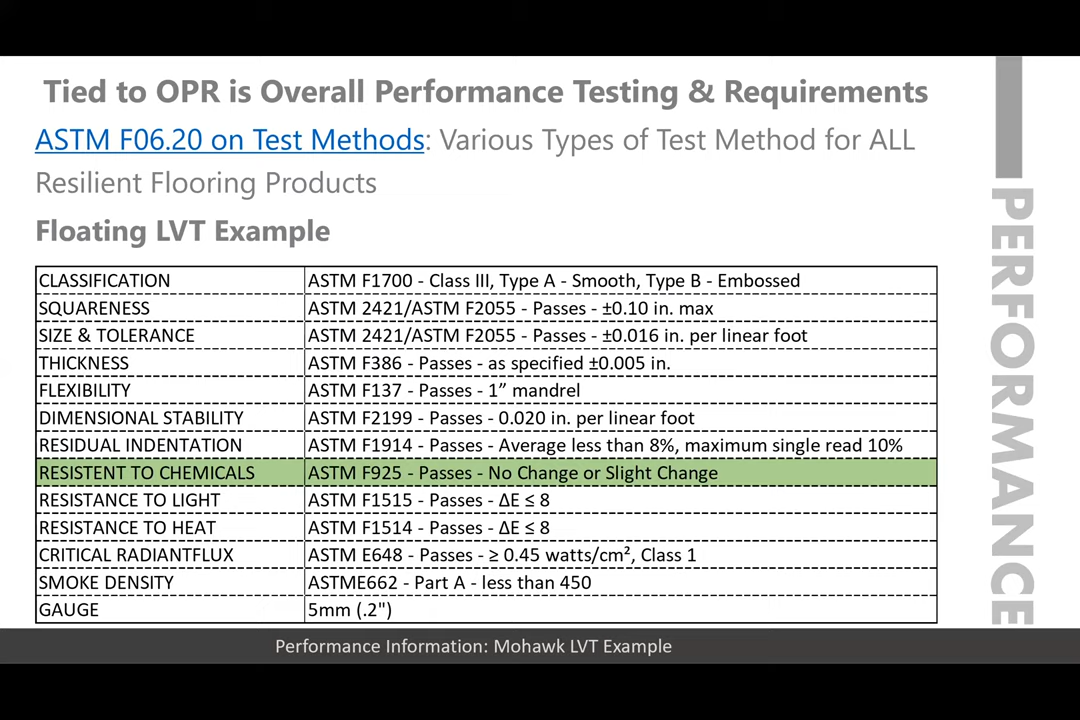 Tied to OPR is Overall Performance Testing & Requirements
ASTM F06.20 on Test Methods: Various Types of Test Method for ALL
Resilient Flooring Products
Floating LVT Example
CLASSIFICATION ASTM F1700 - Class III, Type A - Smooth, Type B - Embossed
SQUARENESS ASTM 2421/ASTM F2055 - Passes - ±0.10 in. max
SIZE & TOLERANCE ASTM 2421/ASTM F2055 - Passes - ±0.016 in. per linear foot
THICKNESS ASTM F386 - Passes - as specified ±0.005 in.
FLEXIBILITY ASTM F137 - Passes - 1” mandrel
DIMENSIONAL STABILITY ASTM F2199 - Passes - 0.020 in. per linear foot
RESIDUAL INDENTATION ASTM F1914 - Passes - Average less than 8%, maximum single read 10%
RESISTENT TO CHEMICALS ASTM F925 - Passes - No Change or Slight Change
RESISTANCE TO LIGHT ASTM F1515 - Passes - ΔE ≤ 8
RESISTANCE TO HEAT ASTM F1514 - Passes - ΔE ≤ 8
CRITICAL RADIANTFLUX ASTM E648 - Passes - ≥ 0.45 watts/cm², Class 1
SMOKE DENSITY ASTME662 - Part A - less than 450
GAUGE 5mm (.2")
PERFORMANCE
Performance Information: Mohawk LVT Example